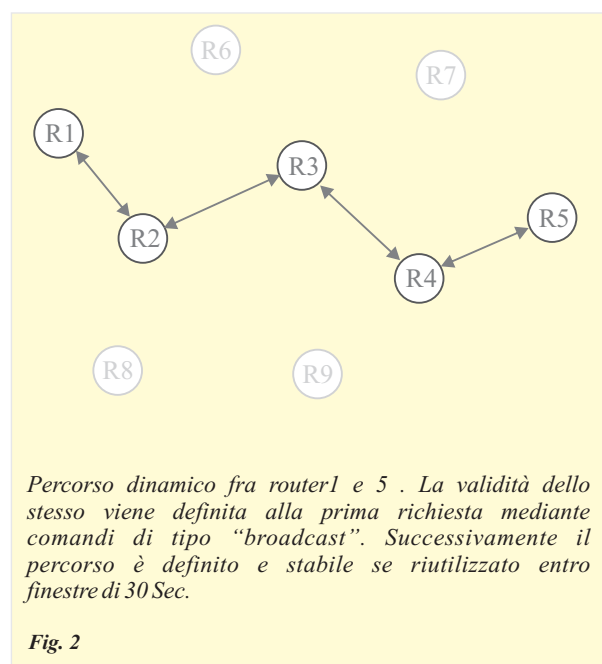 R6
R7
R1
R3
R5
R2
R4
R8
R9
Percorso dinamico fra router1 e 5 . La validità dello
stesso viene definita alla prima richiesta mediante
comandi di tipo “broadcast”. Successivamente il
percorso è definito e stabile se riutilizzato entro
finestre di 30 Sec.
Fig. 2